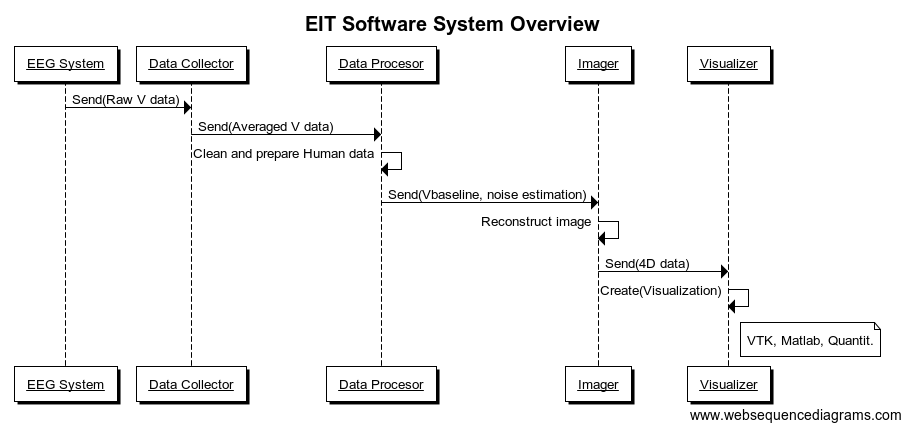 EIT Software System Overview
EEG System
Data Collector
Data Procesor
Imager
Visualizer
Send(Raw V data)
Send(Averaged V data)
Clean and prepare Human data
Send(Vbaseline, noise estimation)
Reconstruct image
Send(4D data)
Create(Visualization)
VTK, Matlab, Quantit.
EEG System
Data Collector
Data Procesor
Imager
Visualizer
www.websequencediagrams.com